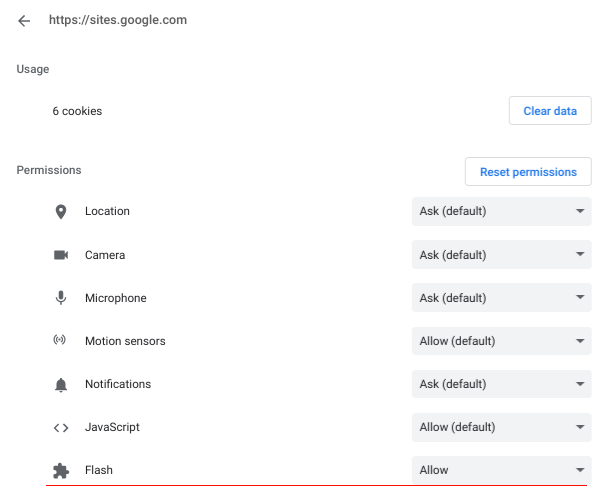 https://sites.google.com
Usage
6 cookies
Clear data
Permissions
Reset permissions
Location
Ask (default)
Camera
Ask (default)
Microphone
Ask (default)
Motion sensors
Allow (default)
Notifications
Ask (default)
JavaScript
Allow (default)
Flash
Allow